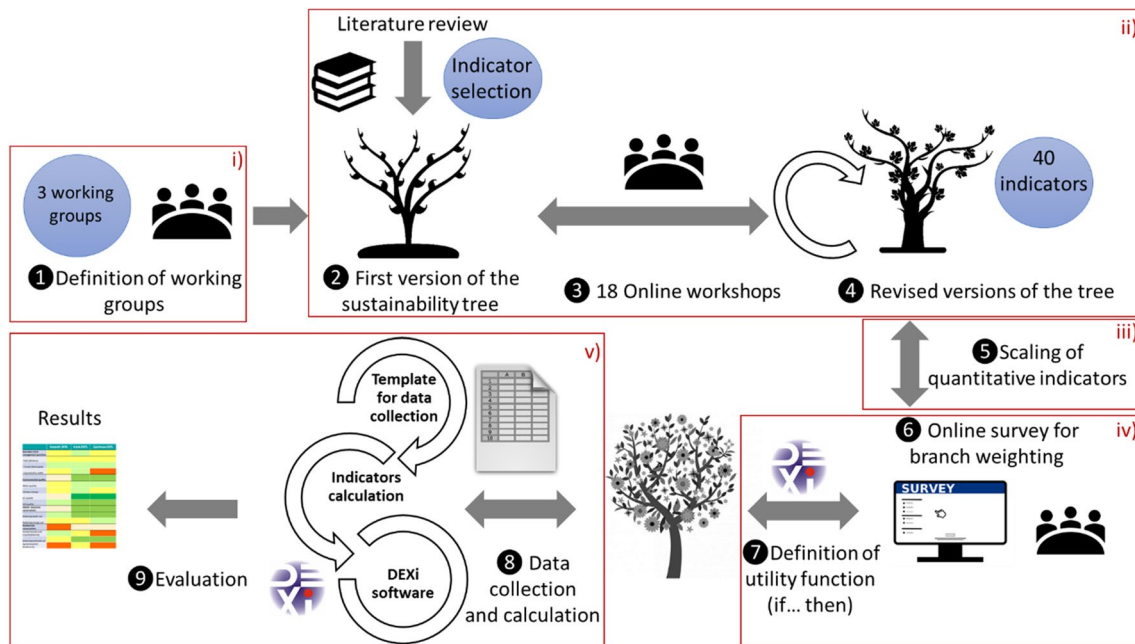 Literature review
ii)
Indicator
selection
i)
3 working
groups
40
indicators
1 Definition of working
groups
2 First version of the
sustainability tree
3 18 Online workshops
4 Revised versions of the tree
iii)
5 Scaling of
quantitative indicators
v)
Template
for data
collection
A B
Results
Indicators
calculation
DEXi
software
9 Evaluation
DEXi
8 Data
collection
and calculation
iv)
6 Online survey for
branch weighting
DEXi
SURVEY
7 Definition of
utility function
(if... then)